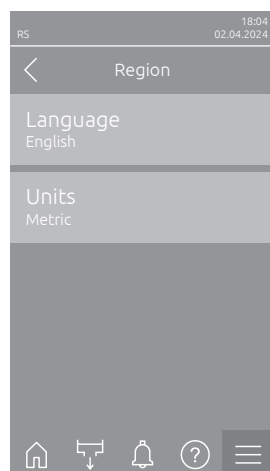 18:04
RS
02.04.2024
Region
Language
English
Units
Metric
?